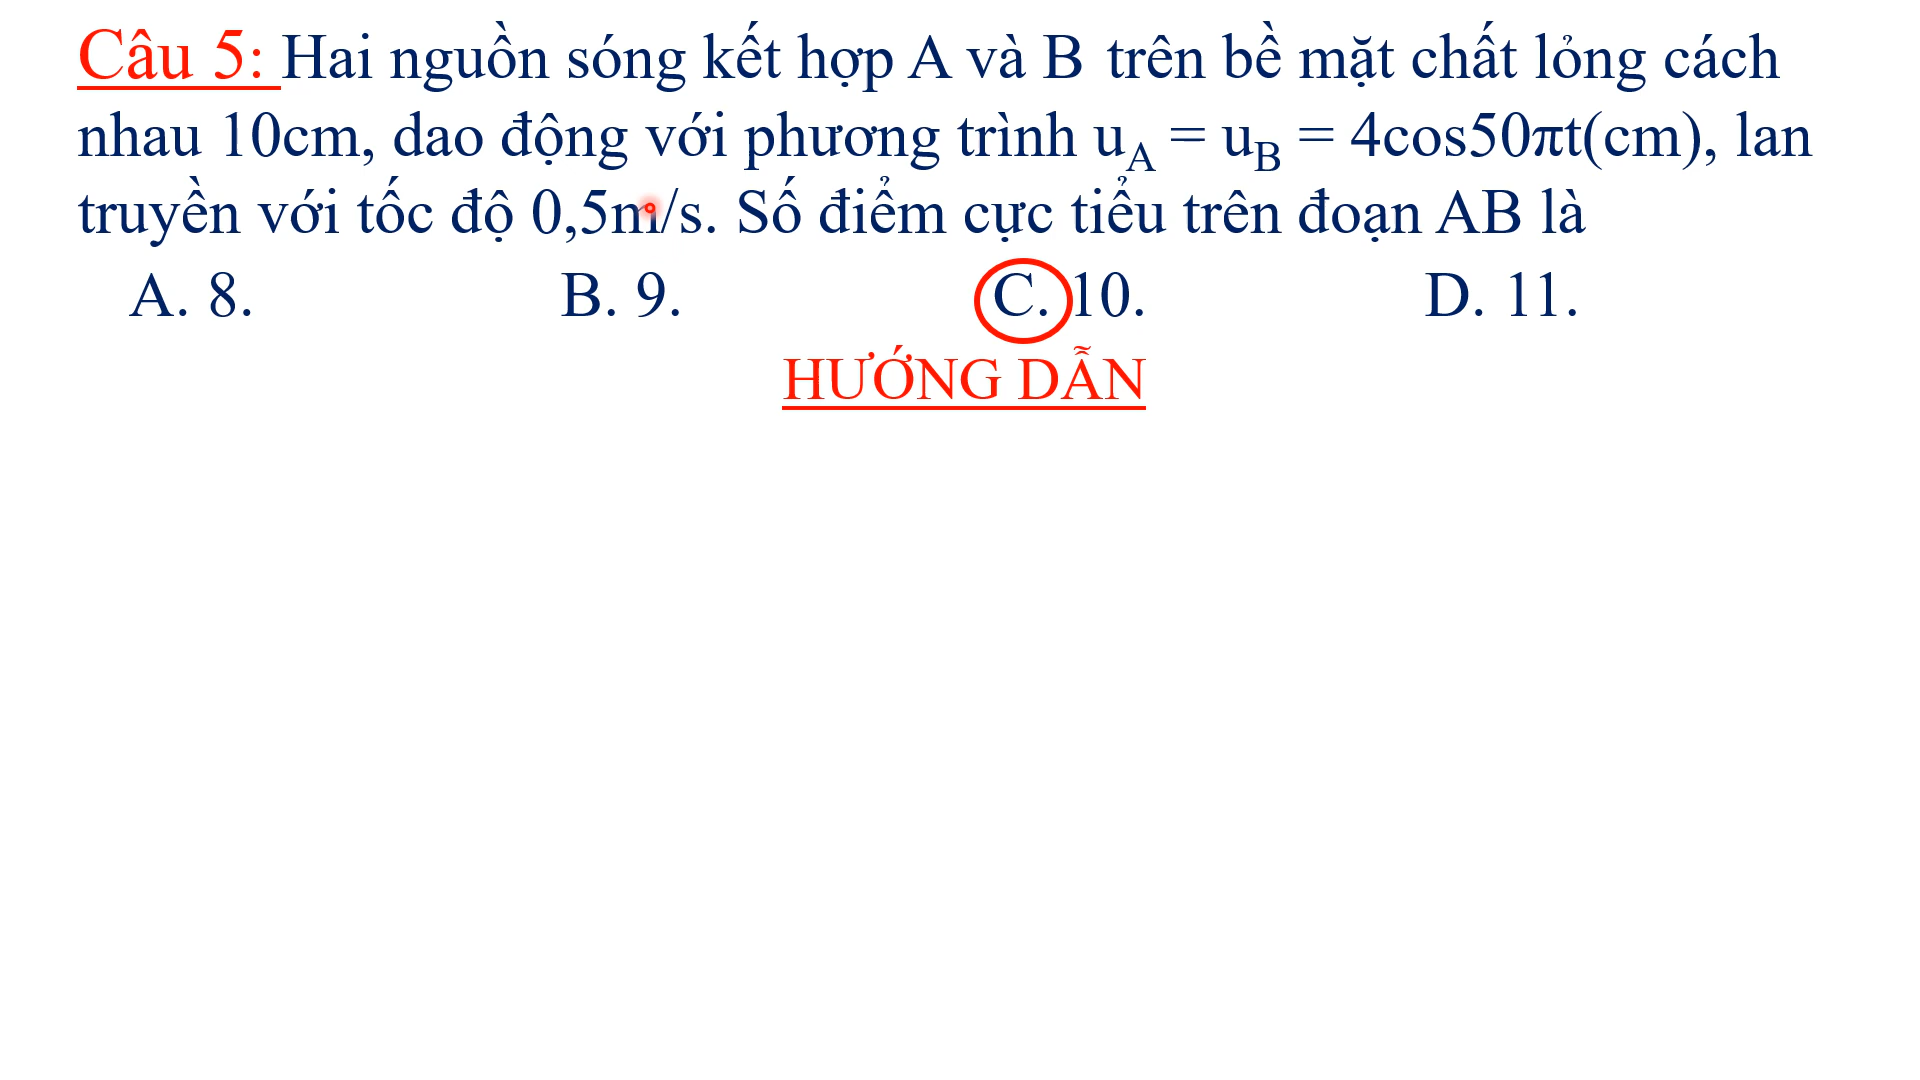 Câu 5: Hai nguồn sóng kết hợp A và B trên bề mặt chất lỏng cách
nhau 10cm, dao động với phương trình u_A = u_B = 4cos50πt(cm), lan
truyền với tốc độ 0,5m/s. Số điểm cực tiểu trên đoạn AB là
A. 8. B. 9. C. 10. D. 11.
HƯỚNG DẪN